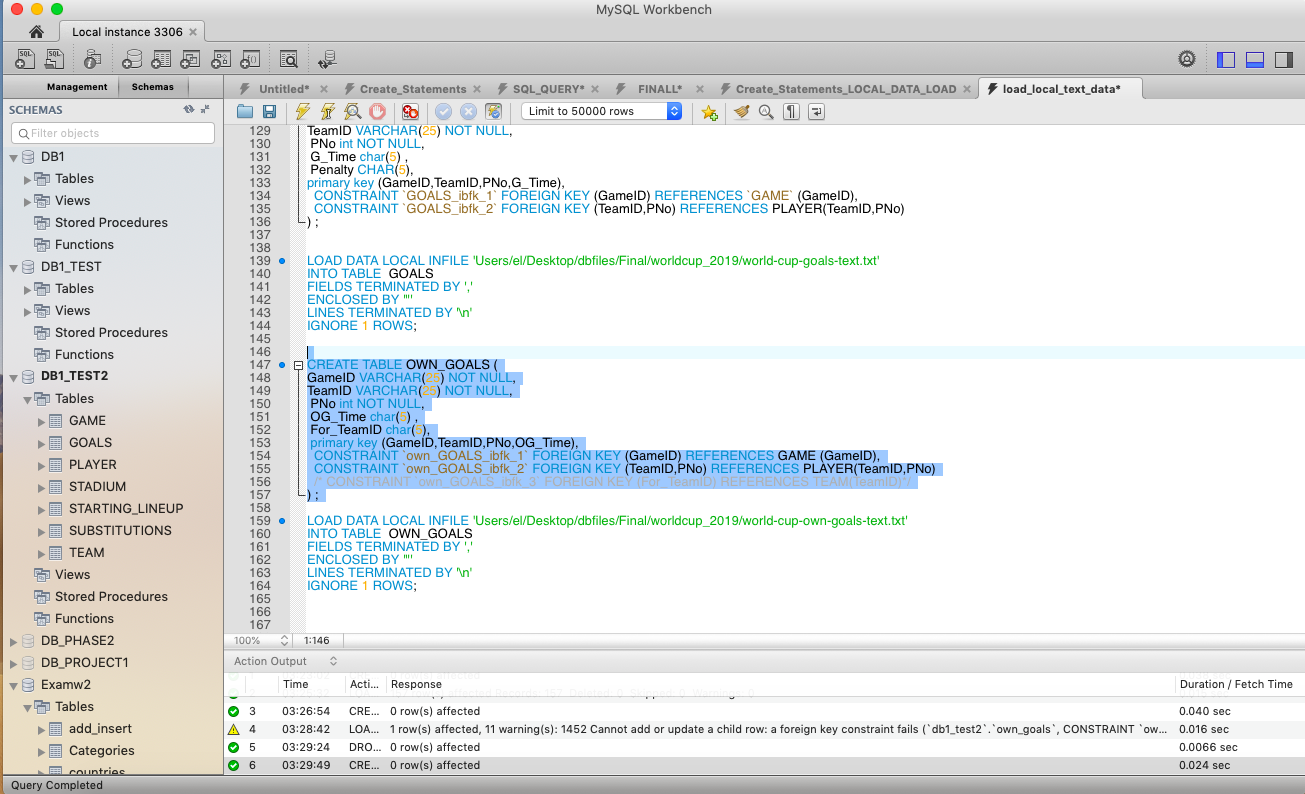 MySQL Workbench
Local instance 3306
Management Schemas
SCHEMAS
Filter objects
DB1
Tables
Views
Stored Procedures
Functions
DB1_TEST
Tables
Views
Stored Procedures
Functions
DB1_TEST2
Tables
GAME
GOALS
PLAYER
STADIUM
STARTING_LINEUP
SUBSTITUTIONS
TEAM
Views
Stored Procedures
Functions
DB_PHASE2
DB_PROJECT1
Examw2
Tables
add_insert
Categories
countries
Untitled* Create_Statements SQL_QUERY* FINALL* Create_Statements_LOCAL_DATA_LOAD load_local_text_data*
Limit to 50000 rows
129 TeamID VARCHAR(25) NOT NULL,
130 PNo int NOT NULL,
131 G_Time char(5) ,
132 Penalty CHAR(5),
133 primary key (GameID,TeamID,PNo,G_Time),
134 CONSTRAINT `GOALS_ibfk_1` FOREIGN KEY (GameID) REFERENCES `GAME` (GameID),
135 CONSTRAINT `GOALS_ibfk_2` FOREIGN KEY (TeamID,PNo) REFERENCES PLAYER(TeamID,PNo)
136 ) ;
137
138
139 LOAD DATA LOCAL INFILE 'Users/el/Desktop/dbfiles/Final/worldcup_2019/world-cup-goals-text.txt'
140 INTO TABLE GOALS
141 FIELDS TERMINATED BY ','
142 ENCLOSED BY '"'
143 LINES TERMINATED BY '\n'
144 IGNORE 1 ROWS;
145
146
147 CREATE TABLE OWN_GOALS (
148 GameID VARCHAR(25) NOT NULL,
149 TeamID VARCHAR(25) NOT NULL,
150 PNo int NOT NULL,
151 OG_Time char(5) ,
152 For_TeamID char(5),
153 primary key (GameID,TeamID,PNo,OG_Time),
154 CONSTRAINT `own_GOALS_ibfk_1` FOREIGN KEY (GameID) REFERENCES GAME (GameID),
155 CONSTRAINT `own_GOALS_ibfk_2` FOREIGN KEY (TeamID,PNo) REFERENCES PLAYER(TeamID,PNo)
156 /* CONSTRAINT `own_GOALS_ibfk_3` FOREIGN KEY (For_TeamID) REFERENCES TEAM(TeamID)*/
157 ) ;
158
159 LOAD DATA LOCAL INFILE 'Users/el/Desktop/dbfiles/Final/worldcup_2019/world-cup-own-goals-text.txt'
160 INTO TABLE OWN_GOALS
161 FIELDS TERMINATED BY ','
162 ENCLOSED BY '"'
163 LINES TERMINATED BY '\n'
164 IGNORE 1 ROWS;
165
166
167
100% 1:146
Action Output
Time Acti... Response Duration / Fetch Time
3 03:26:54 CRE... 0 row(s) affected 0.040 sec
4 03:28:42 LOA... 1 row(s) affected, 11 warning(s): 1452 Cannot add or update a child row: a foreign key constraint fails (`db1_test2`.`own_goals`, CONSTRAINT `ow... 0.016 sec
5 03:29:24 DRO... 0 row(s) affected 0.0066 sec
6 03:29:49 CRE... 0 row(s) affected 0.024 sec
Query Completed